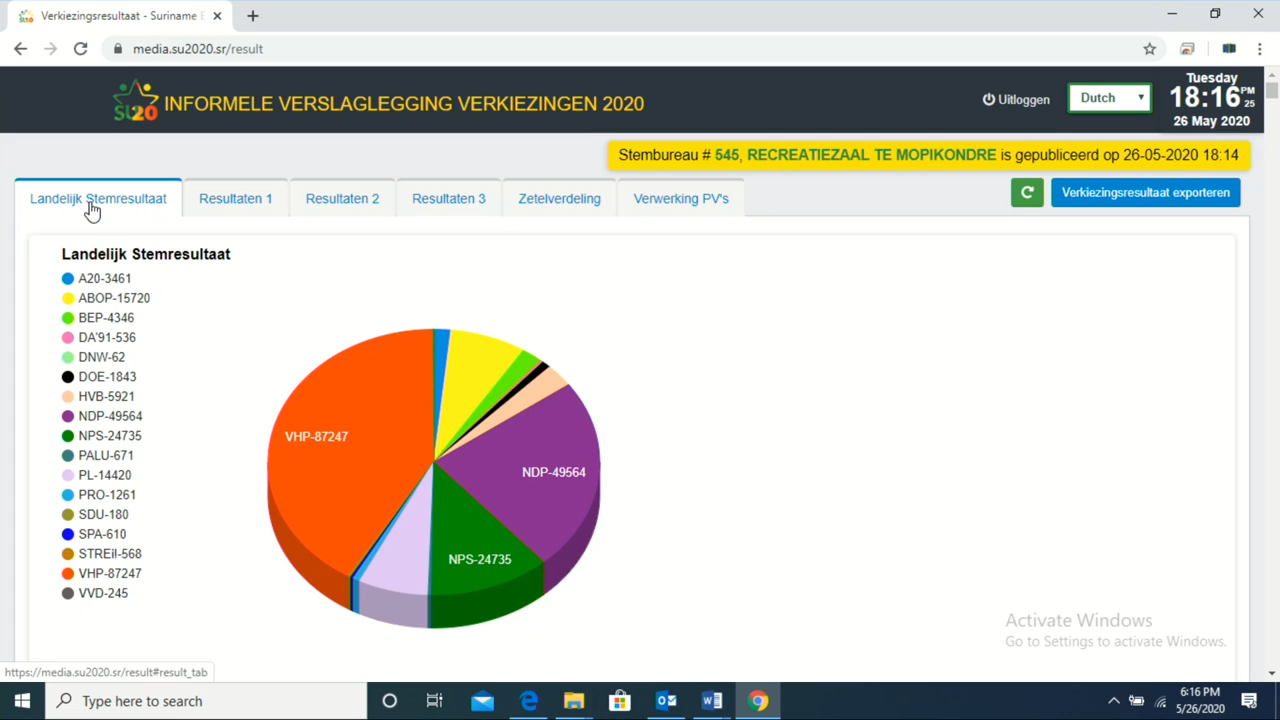 Verkiezingsresultaat - Suriname E
media.su2020.sr/result
SU20 INFORMELE VERSLAGLEGGING VERKIEZINGEN 2020
Uitloggen
Dutch
Tuesday
18:16 PM 25
26 May 2020
Stembureau # 545, RECREATIEZAAL TE MOPIKONDRE is gepubliceerd op 26-05-2020 18:14
Landelijk Stemresultaat
Resultaten 1
Resultaten 2
Resultaten 3
Zetelverdeling
Verwerking PV's
Verkiezingsresultaat exporteren
Landelijk Stemresultaat
A20-3461
ABOP-15720
BEP-4346
DA'91-536
DNW-62
DOE-1843
HVB-5921
NDP-49564
NPS-24735
PALU-671
PL-14420
PRO-1261
SDU-180
SPA-610
STREiI-568
VHP-87247
VVD-245
VHP-87247
NDP-49564
NPS-24735
Activate Windows
Go to Settings to activate Windows.
https://media.su2020.sr/result#result_tab
Type here to search
6:16 PM
5/26/2020